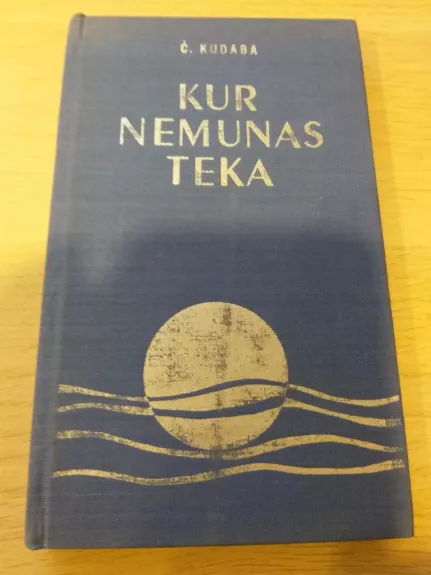 Č. KUDABA
KUR
NEMUNAS
TEKA